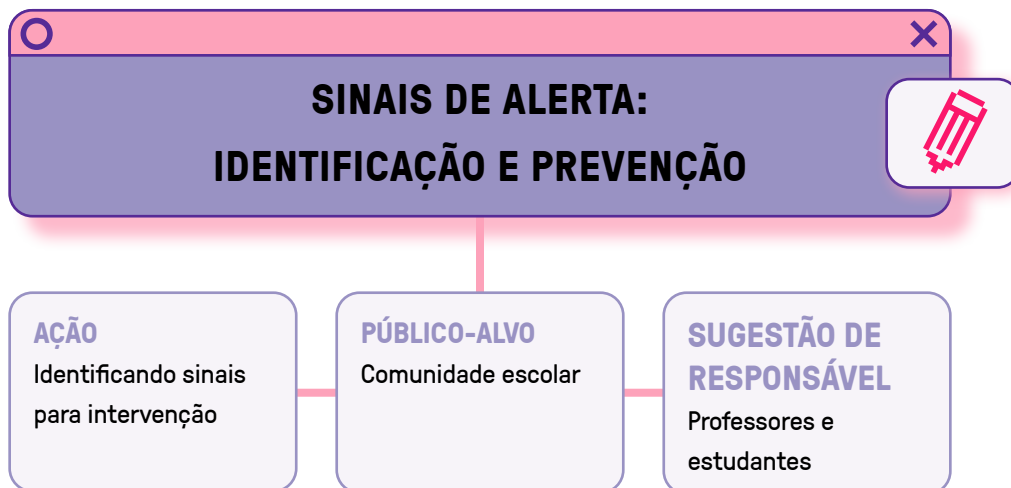 SINAIS DE ALERTA:
IDENTIFICAÇÃO E PREVENÇÃO
AÇÃO
Identificando sinais
para intervenção
PÚBLICO-ALVO
Comunidade escolar
SUGESTÃO DE
RESPONSÁVEL
Professores e
estudantes